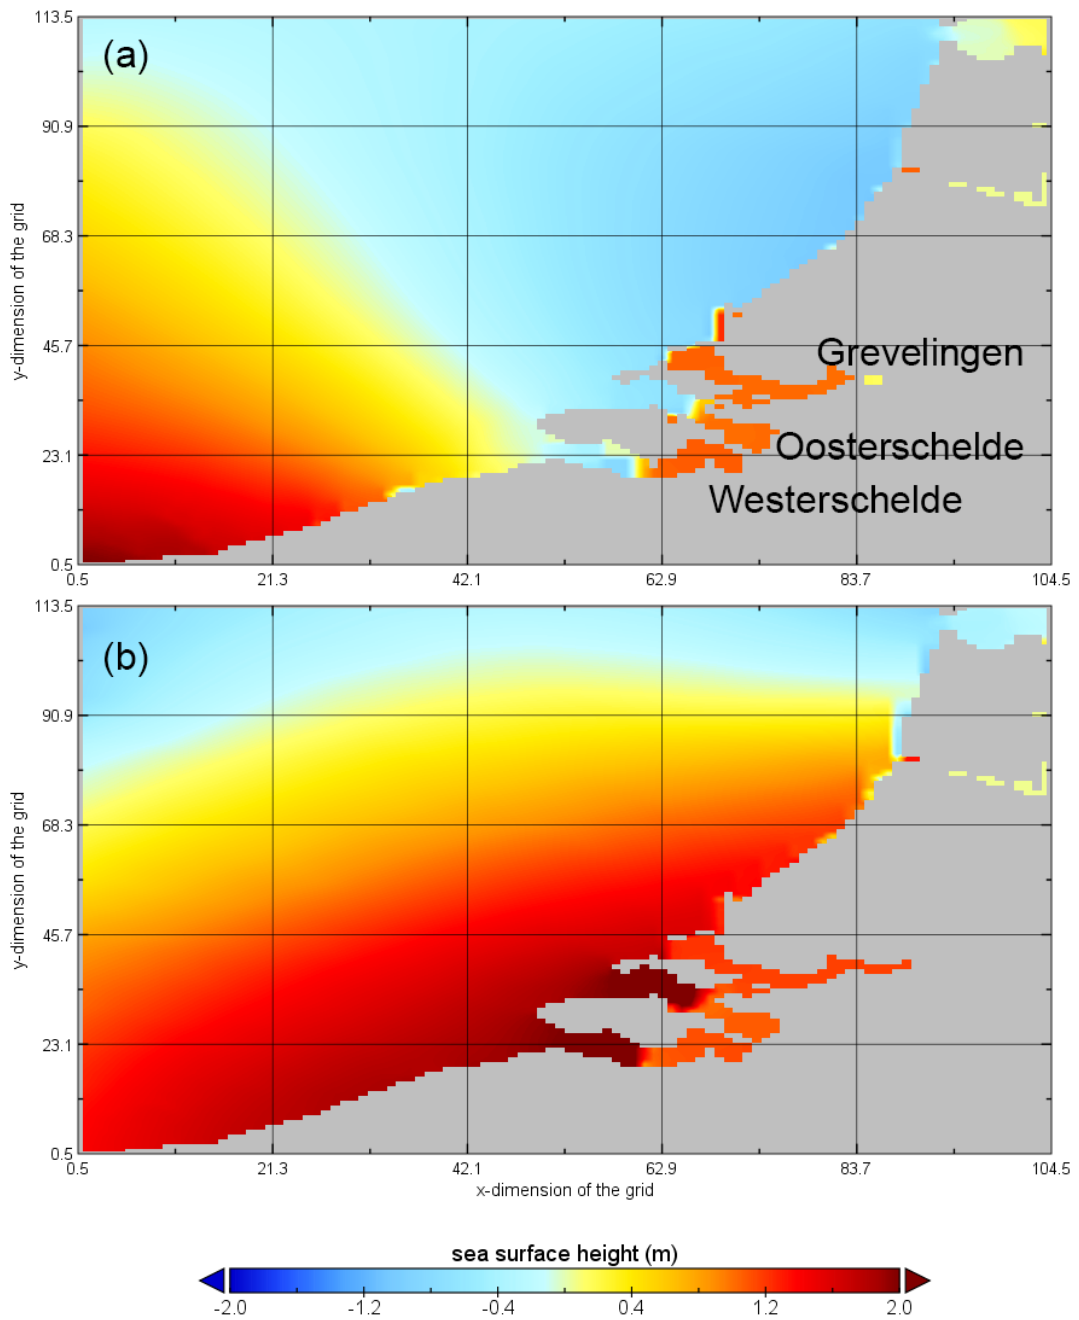 113.5
(a)
90.9
68.3
y-dimension of the grid
45.7
Grevelingen
23.1
Oosterschelde
Westerschelde
0.5
0.5 21.3 42.1 62.9 83.7 104.5
113.5
(b)
90.9
68.3
y-dimension of the grid
45.7
23.1
0.5
0.5 21.3 42.1 62.9 83.7 104.5
x-dimension of the grid
sea surface height (m)
-2.0 -1.2 -0.4 0.4 1.2 2.0